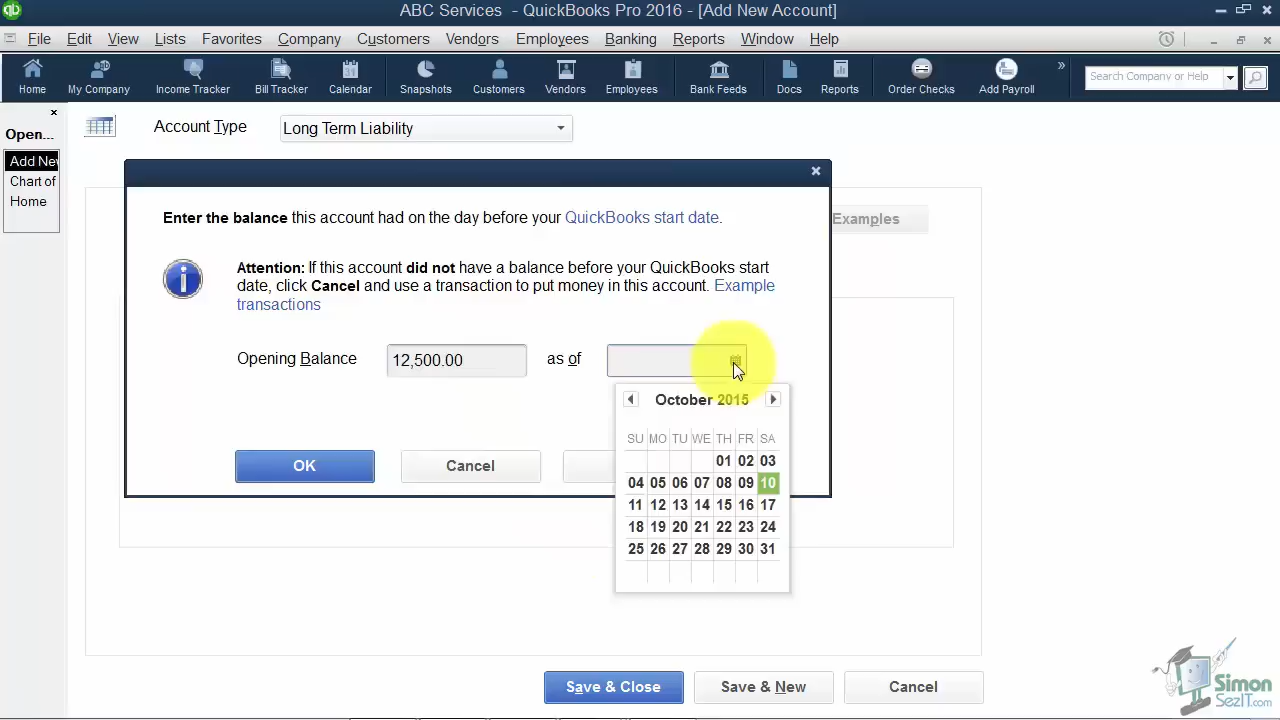 ABC Services - QuickBooks Pro 2016 - [Add New Account]
File Edit View Lists Favorites Company Customers Vendors Employees Banking Reports Window Help
Home My Company Income Tracker Bill Tracker Calendar Snapshots Customers Vendors Employees Bank Feeds Docs Reports Order Checks Add Payroll » Search Company or Help
Open...
Add Ne
Chart of
Home
Account Type Long Term Liability
Examples
Enter the balance this account had on the day before your QuickBooks start date.
Attention: If this account did not have a balance before your QuickBooks start
date, click Cancel and use a transaction to put money in this account. Example
transactions
Opening Balance 12,500.00 as of
October 2015
SU MO TU WE TH FR SA
01 02 03
04 05 06 07 08 09 10
11 12 13 14 15 16 17
18 19 20 21 22 23 24
25 26 27 28 29 30 31
OK Cancel
Save & Close Save & New Cancel
Simon
SezIT.com